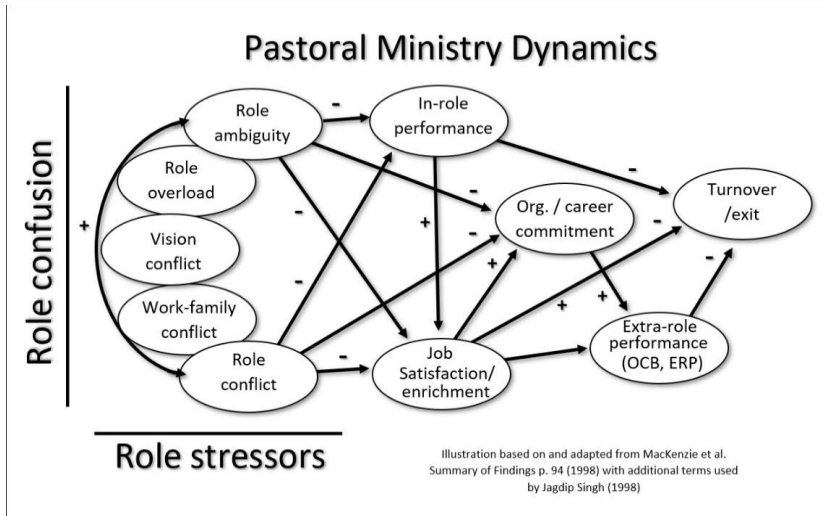 Pastoral Ministry Dynamics
Role confusion
+
Role
ambiguity
Role
overload
Vision
conflict
Work-family
conflict
Role
conflict
-
In-role
performance
-
-
-
-
-
+
Org. / career
commitment
+
Job
Satisfaction/
enrichment
-
-
+
+
Turnover
/exit
-
Extra-role
performance
(OCB, ERP)
Role stressors
Illustration based on and adapted from MacKenzie et al.
Summary of Findings p. 94 (1998) with additional terms used
by Jagdip Singh (1998)